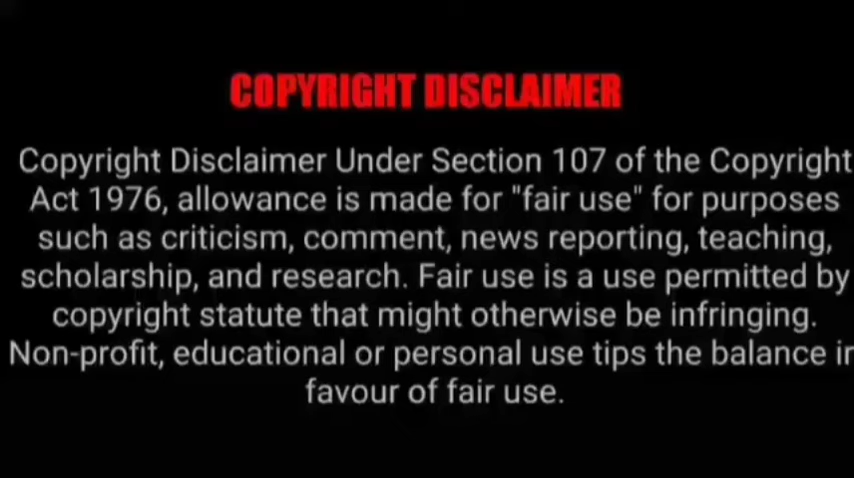 COPYRIGHT DISCLAIMER
Copyright Disclaimer Under Section 107 of the Copyright
Act 1976, allowance is made for "fair use" for purposes
such as criticism, comment, news reporting, teaching,
scholarship, and research. Fair use is a use permitted by
copyright statute that might otherwise be infringing.
Non-profit, educational or personal use tips the balance in
favour of fair use.